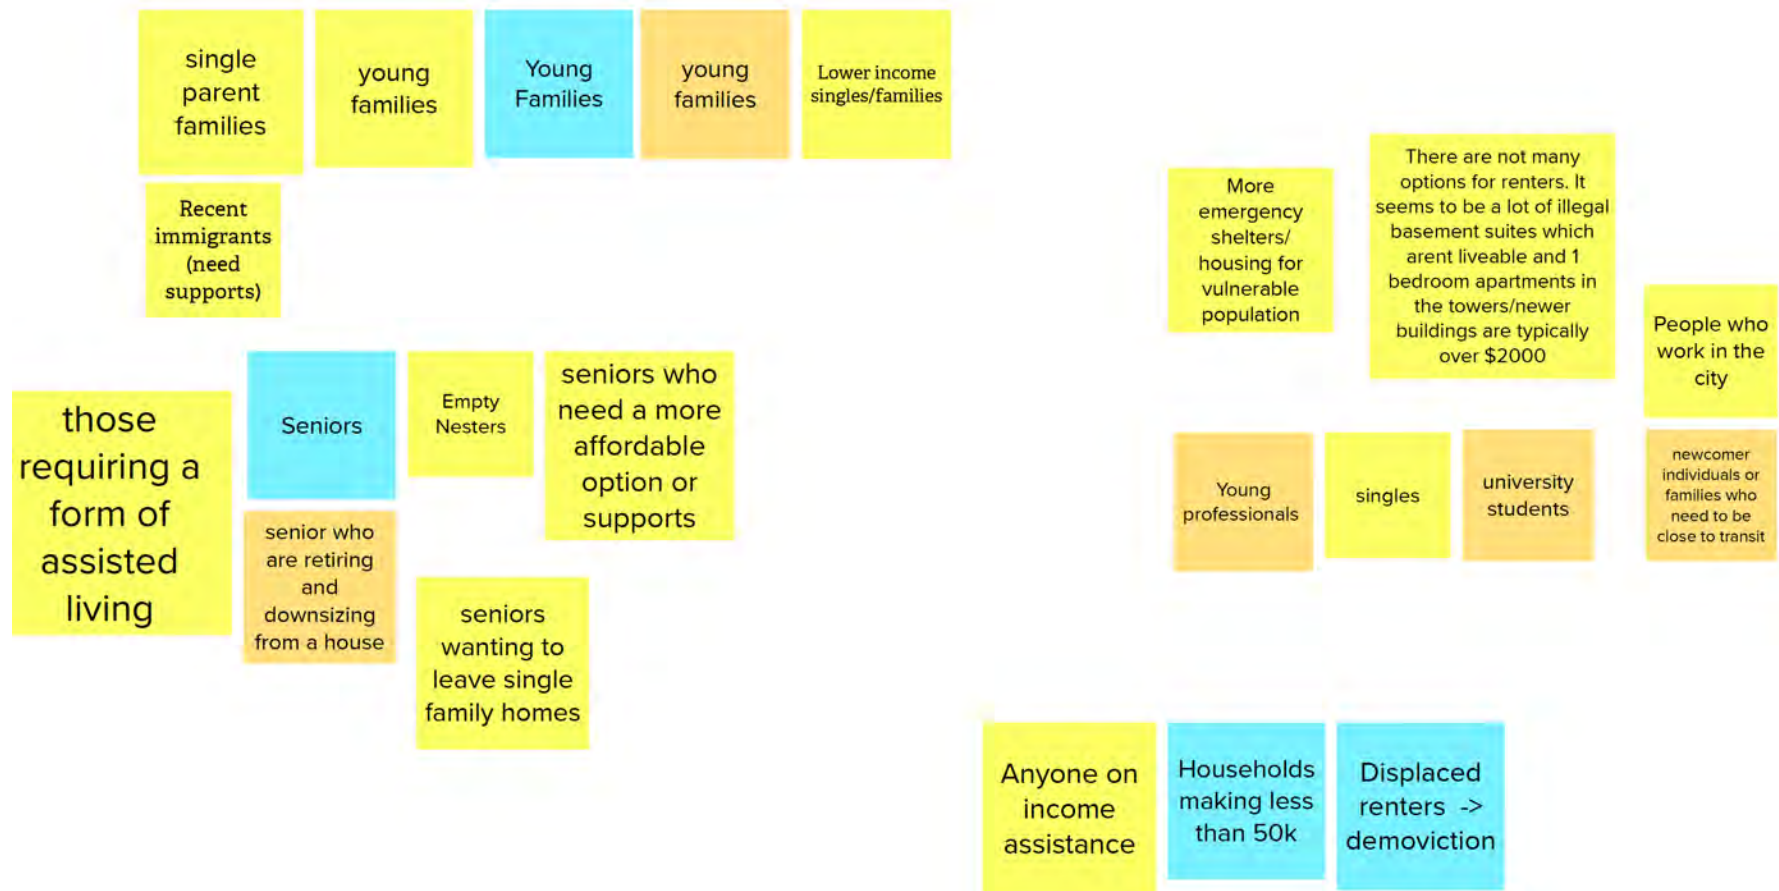 single
parent
families
young
families
Young
Families
young
families
Lower income
singles/families
Recent
immigrants
(need
supports)
More
emergency
shelters/
housing for
vulnerable
population
There are not many
options for renters. It
seems to be a lot of illegal
basement suites which
arent liveable and 1
bedroom apartments in
the towers/newer
buildings are typically
over $2000
People who
work in the
city
those
requiring a
form of
assisted
living
Seniors
Empty
Nesters
seniors who
need a more
affordable
option or
supports
senior who
are retiring
and
downsizing
from a house
seniors
wanting to
leave single
family homes
Young
professionals
singles
university
students
newcomer
individuals or
families who
need to be
close to transit
Anyone on
income
assistance
Households
making less
than 50k
Displaced
renters -&gt;
demoviction